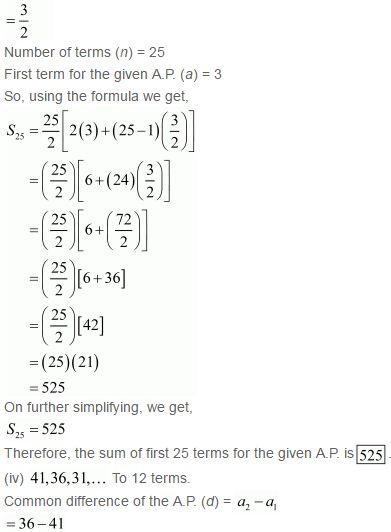 = 3/2
Number of terms (n) = 25
First term for the given A.P. (a) = 3
So, using the formula we get,
S₂₅ = 25/2[2(3)+(25−1)(3/2)]
= (25/2)[6+(24)(3/2)]
= (25/2)[6+(72/2)]
= (25/2)[6+36]
= (25/2)[42]
= (25)(21)
= 525
On further simplifying, we get,
S₂₅ = 525
Therefore, the sum of first 25 terms for the given A.P. is 525.
(iv) 41,36,31,... To 12 terms.
Common difference of the A.P. (d) = a₂ − a₁
= 36 − 41